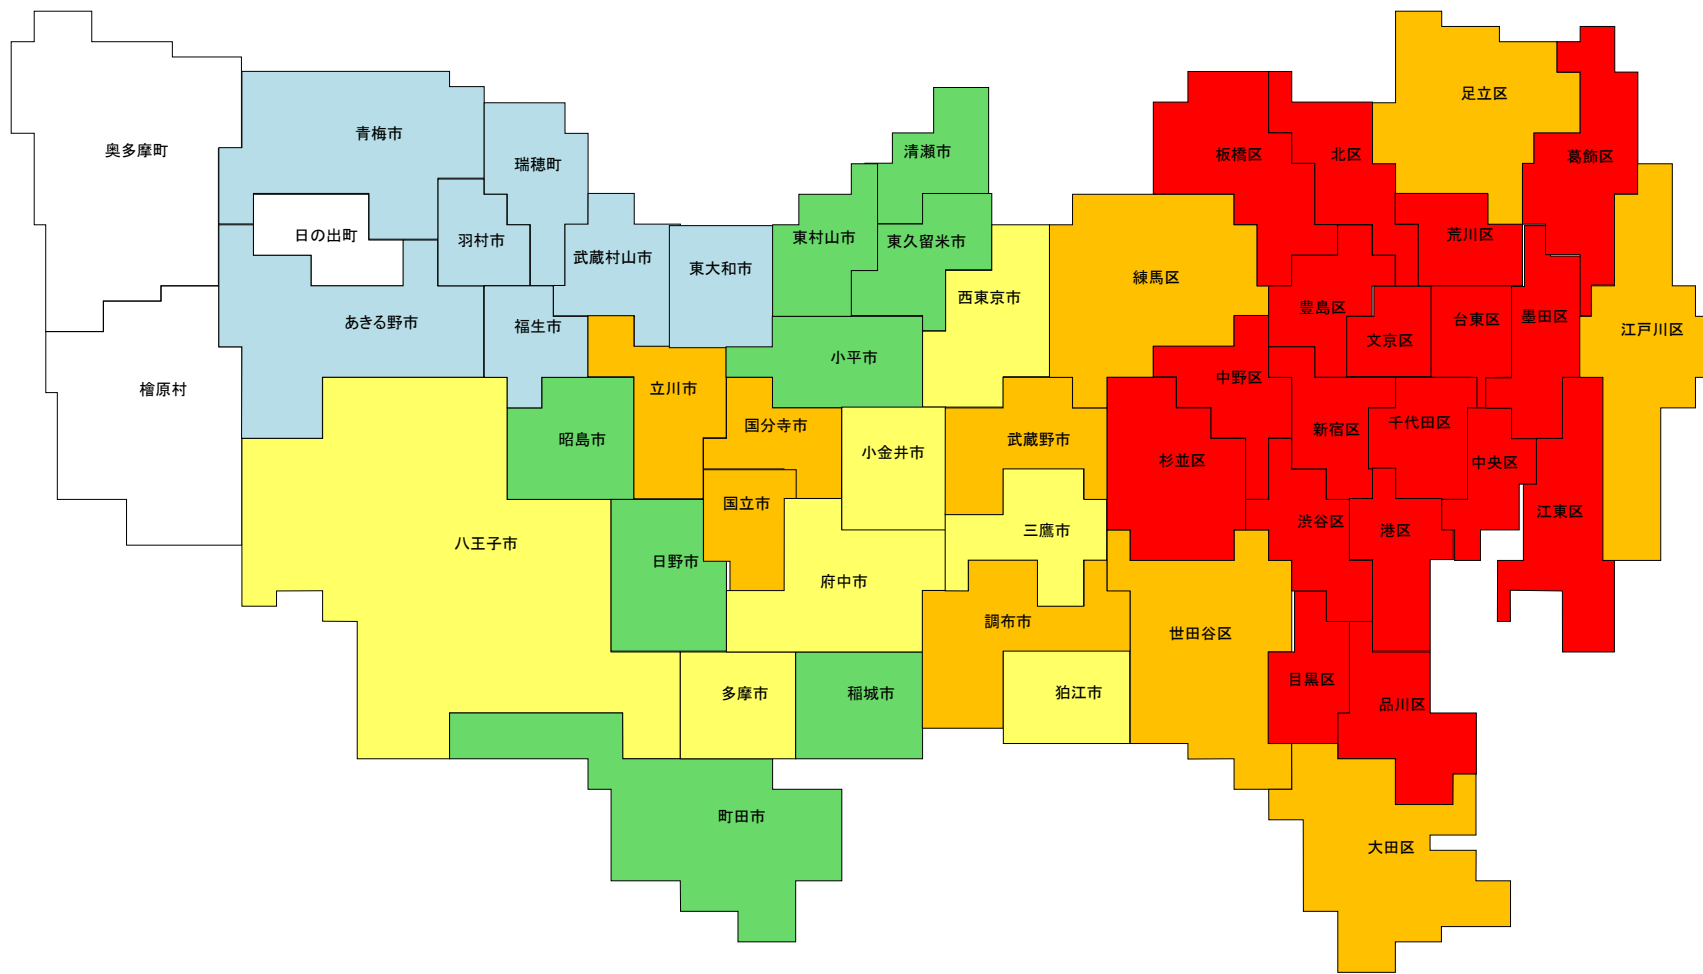 足立区
青梅市
奥多摩町
瑞穂町
清瀬市
板橋区
北区
葛飾区
日の出町
羽村市
武蔵村山市
東大和市
東村山市
東久留米市
荒川区
西東京市
練馬区
あきる野市
福生市
豊島区
文京区
台東区
墨田区
江戸川区
小平市
檜原村
立川市
中野区
国分寺市
昭島市
小金井市
武蔵野市
杉並区
新宿区
千代田区
中央区
国立市
江東区
八王子市
日野市
府中市
三鷹市
渋谷区
港区
調布市
世田谷区
多摩市
稲城市
狛江市
目黒区
品川区
町田市
大田区